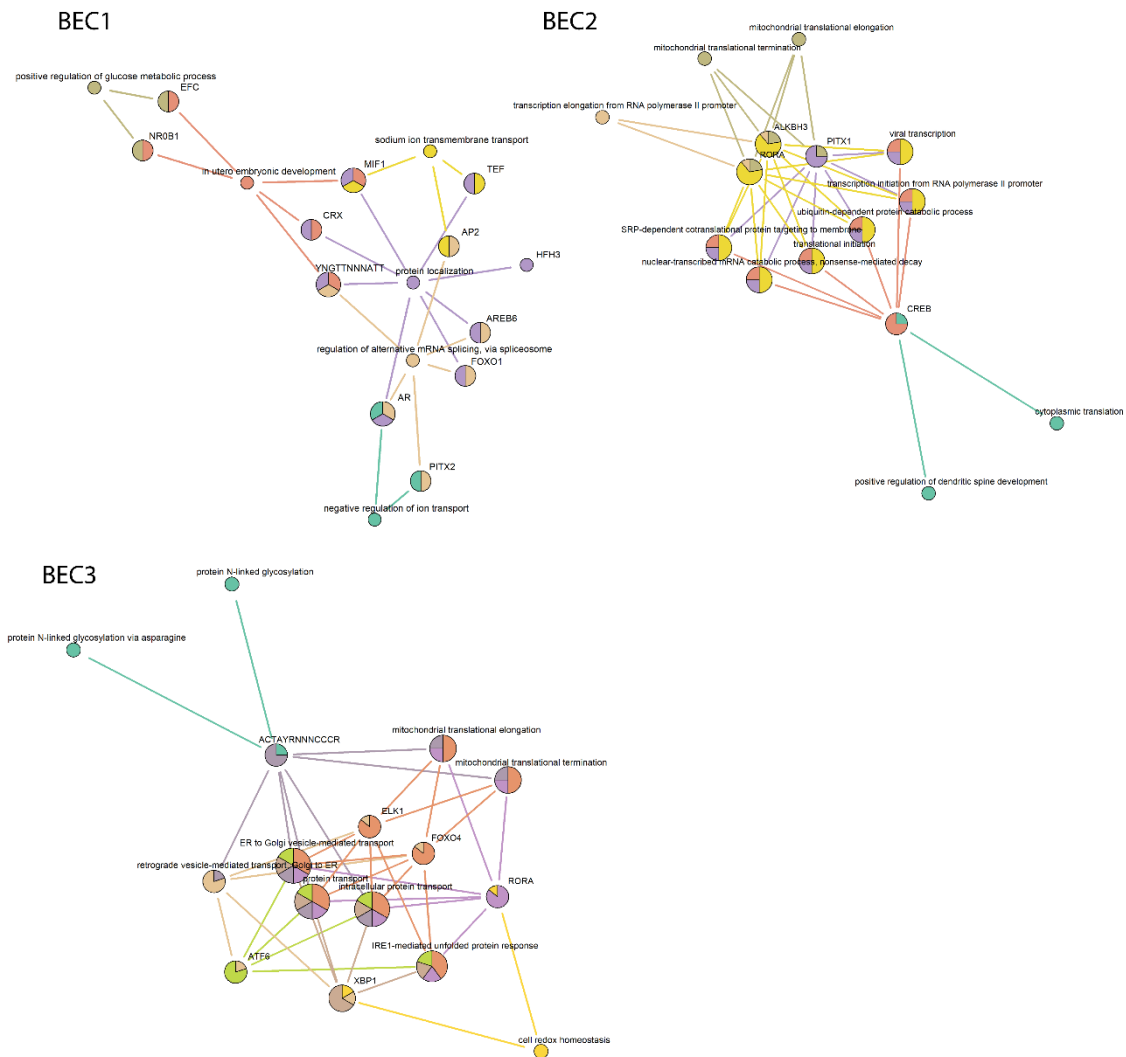 BEC1
positive regulation of glucose metabolic process
EFC
NR0B1
sodium ion transmembrane transport
in utero embryonic development
MIF1
TEF
CRX
AP2
YNGTTNNNATT
protein localization
HFH3
AREB6
regulation of alternative mRNA splicing, via spliceosome
FOXO1
AR
PITX2
negative regulation of ion transport
BEC2
mitochondrial translational elongation
mitochondrial translational termination
transcription elongation from RNA polymerase II promoter
ALKBH3
PITX1
viral transcription
RORA
transcription initiation from RNA polymerase II promoter
ubiquitin-dependent protein catabolic process
SRP-dependent cotranslational protein targeting to membrane
translational initiation
nuclear-transcribed mRNA catabolic process, nonsense-mediated decay
CREB
cytoplasmic translation
positive regulation of dendritic spine development
BEC3
protein N-linked glycosylation
protein N-linked glycosylation via asparagine
ACTAYRNNNCCCR
mitochondrial translational elongation
mitochondrial translational termination
ELK1
ER to Golgi vesicle-mediated transport
FOXO4
retrograde vesicle-mediated transport, Golgi to ER
protein transport
RORA
intracellular protein transport
IRE1-mediated unfolded protein response
ATF6
XBP1
cell redox homeostasis